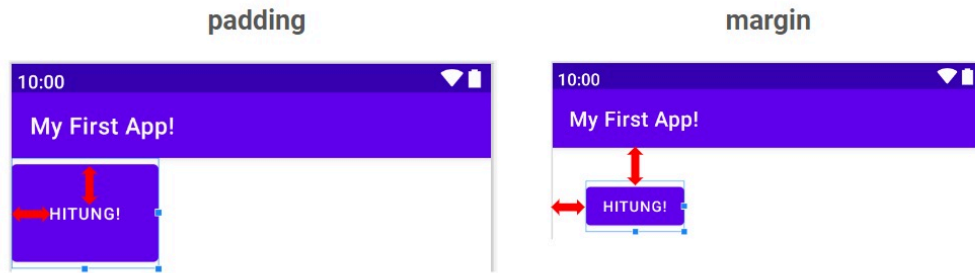 padding
10:00
My First App!
HITUNG!
margin
10:00
My First App!
HITUNG!